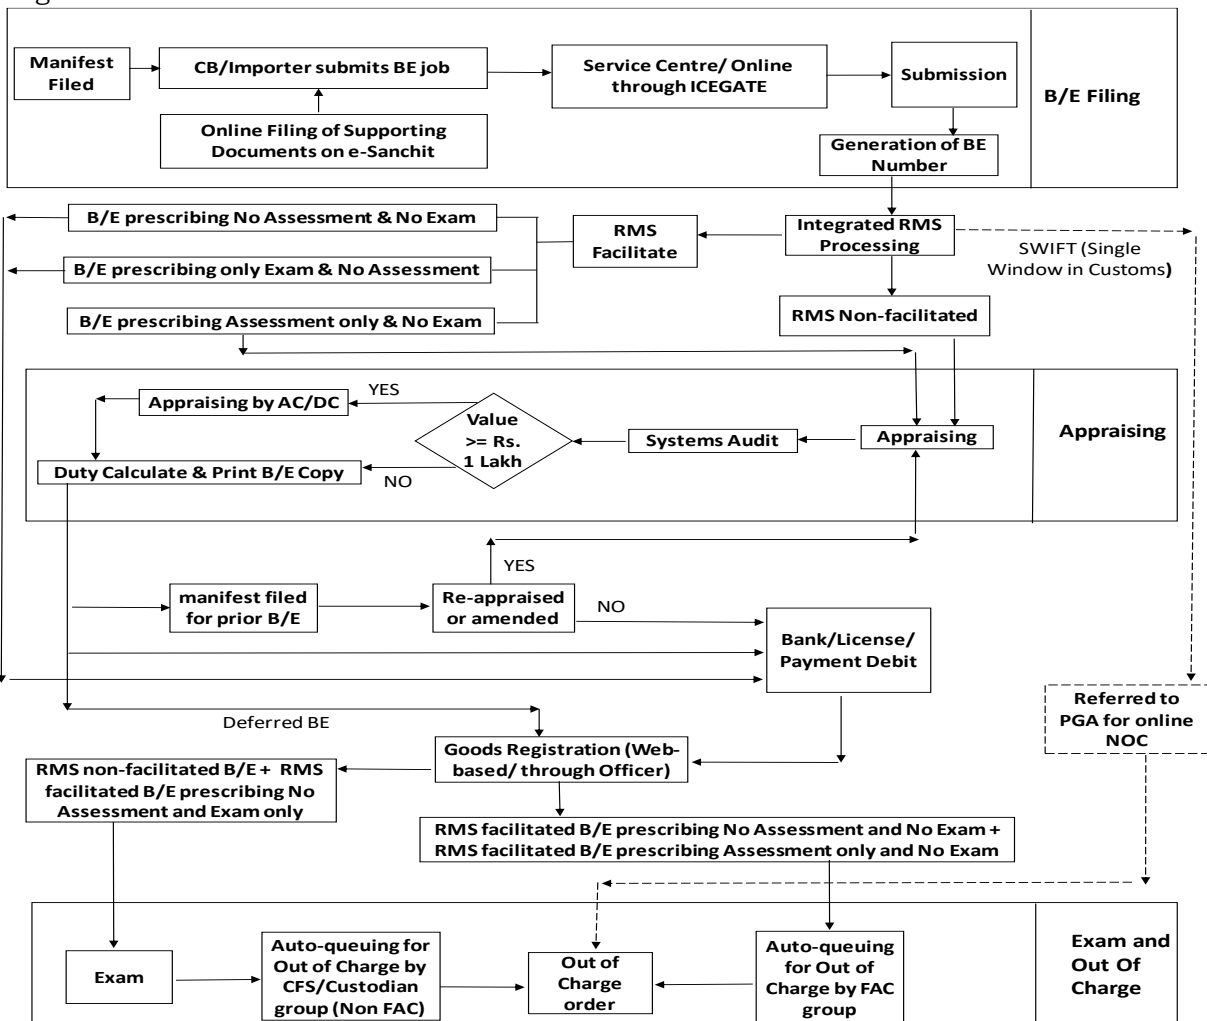 Manifest
Filed
CB/Importer submits BE job
Service Centre/ Online
through ICEGATE
Submission
B/E Filing
Online Filing of Supporting
Documents on e-Sanchit
Generation of BE
Number
B/E prescribing No Assessment & No Exam
RMS
Facilitate
Integrated RMS
Processing
SWIFT (Single
Window in Customs)
B/E prescribing only Exam & No Assessment
B/E prescribing Assessment only & No Exam
RMS Non-facilitated
YES
Appraising by AC/DC
Value
>= Rs.
1 Lakh
Systems Audit
Appraising
Appraising
Duty Calculate & Print B/E Copy
NO
YES
manifest filed
for prior B/E
Re-appraised
or amended
NO
Bank/License/
Payment Debit
Referred to
PGA for online
NOC
Deferred BE
Goods Registration (Web-
based/ through Officer)
RMS non-facilitated B/E + RMS
facilitated B/E prescribing No
Assessment and Exam only
RMS facilitated B/E prescribing No Assessment and No Exam +
RMS facilitated B/E prescribing Assessment only and No Exam
Exam
Auto-queuing for
Out of Charge by
CFS/Custodian
group (Non FAC)
Out of
Charge
order
Auto-queuing
for Out of
Charge by FAC
group
Exam and
Out Of
Charge